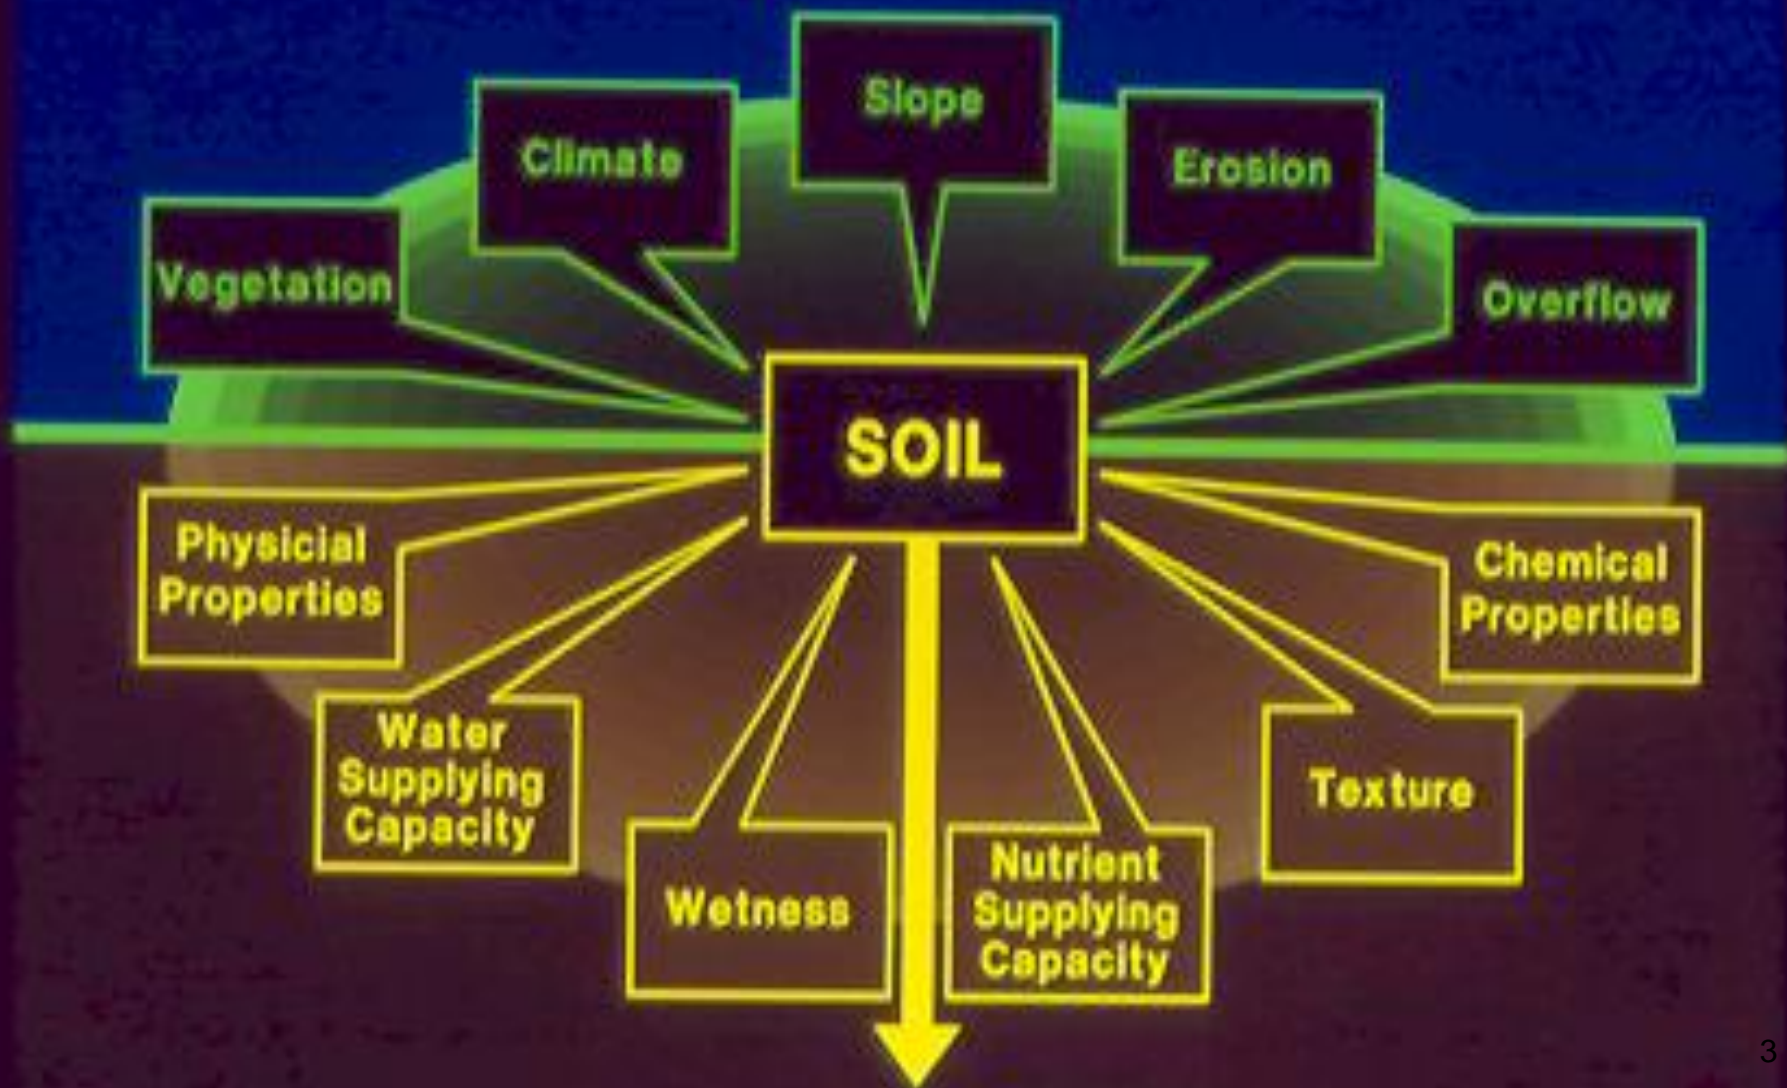 Slope
Climate
Erosion
Vegetation
Overflow
SOIL
Physicial
Properties
Chemical
Properties
Water
Supplying
Capacity
Texture
Wetness
Nutrient
Supplying
Capacity
3